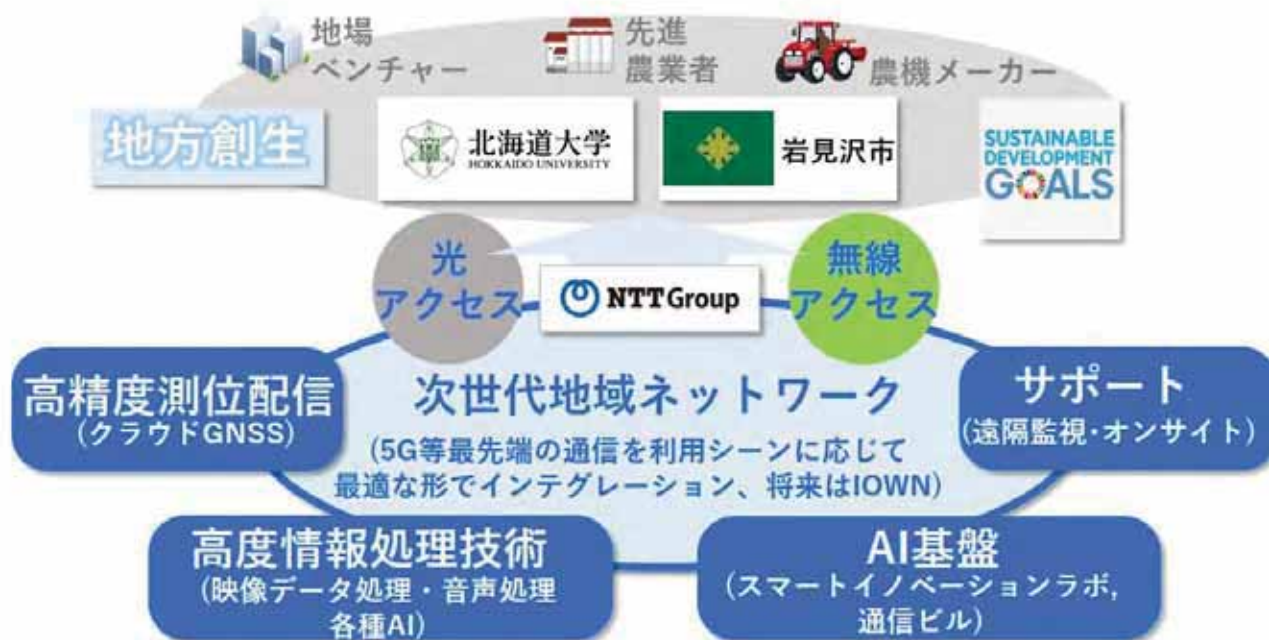 地場
ベンチャー
先進
農業者
農機メーカー
地方創生
北海道大学
HOKKAIDO UNIVERSITY
岩見沢市
SUSTAINABLE
DEVELOPMENT
GOALS
光
アクセス
NTT Group
無線
アクセス
高精度測位配信
(クラウドGNSS)
次世代地域ネットワーク
(5G等最先端の通信を利用シーンに応じて
最適な形でインテグレーション、将来はIOWN)
サポート
(遠隔監視・オンサイト)
高度情報処理技術
(映像データ処理・音声処理
各種AI)
AI基盤
(スマートイノベーションラボ,
通信ビル)